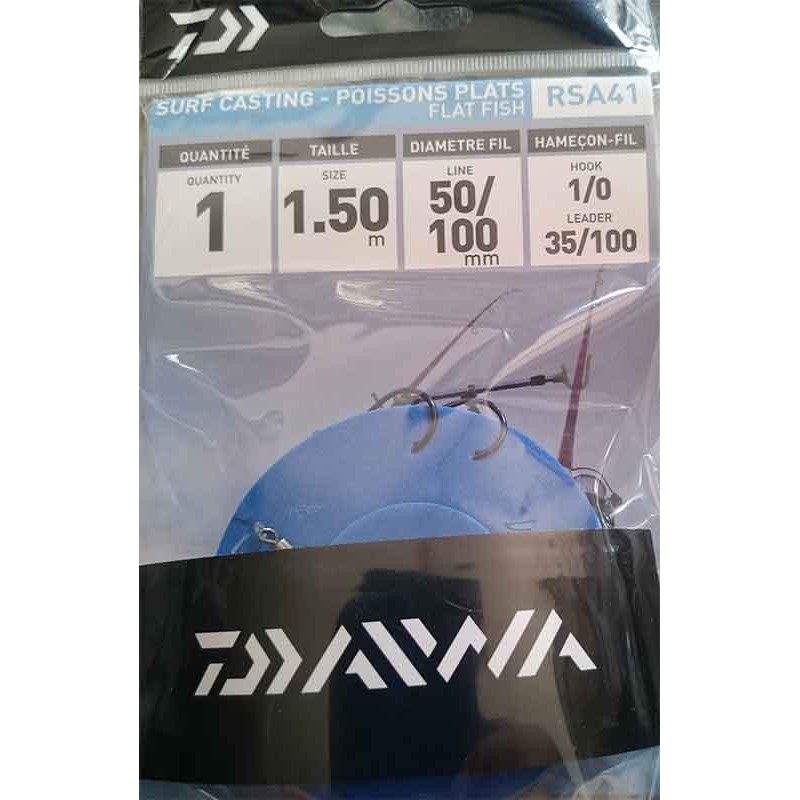 SURF CASTING - POISSONS PLATS
FLAT FISH
RSA41
QUANTITÉ
QUANTITY
1
TAILLE
SIZE
1.50
m
DIAMETRE FIL
LINE
50/
100
mm
HAMEÇON-FIL
HOOK
1/0
LEADER
35/100
DAIWA